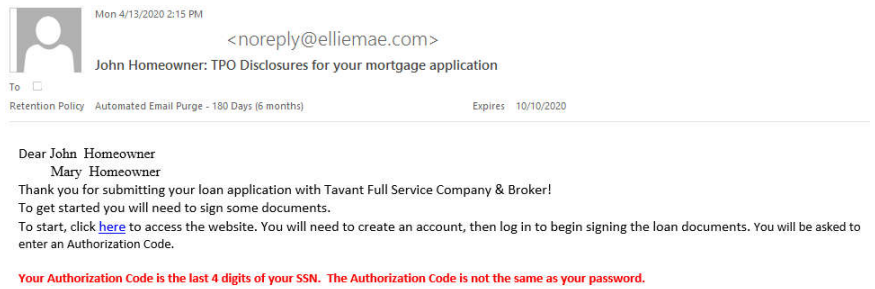 Mon 4/13/2020 2:15 PM
<noreply@elliemae.com>
John Homeowner: TPO Disclosures for your mortgage application
To
Retention Policy Automated Email Purge - 180 Days (6 months) Expires 10/10/2020
Dear John Homeowner
Mary Homeowner
Thank you for submitting your loan application with Tavant Full Service Company & Broker!
To get started you will need to sign some documents.
To start, click here to access the website. You will need to create an account, then log in to begin signing the loan documents. You will be asked to
enter an Authorization Code.
Your Authorization Code is the last 4 digits of your SSN. The Authorization Code is not the same as your password.